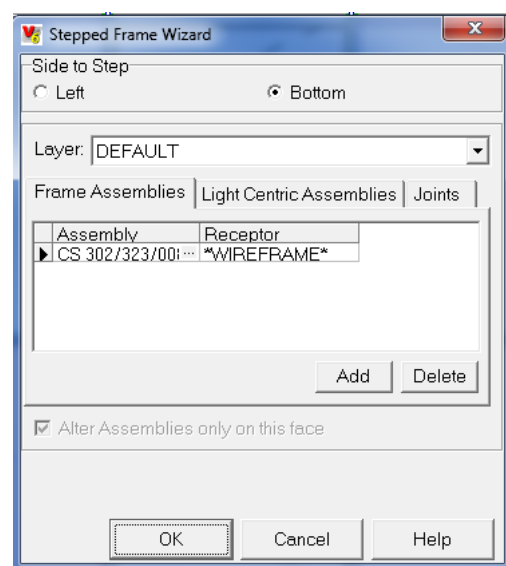 Stepped Frame Wizard
Side to Step
Left Bottom
Layer: DEFAULT
Frame Assemblies Light Centric Assemblies Joints
Assembly Receptor
CS 302/323/00 ... *WIREFRAME*
Add Delete
Alter Assemblies only on this face
OK Cancel Help